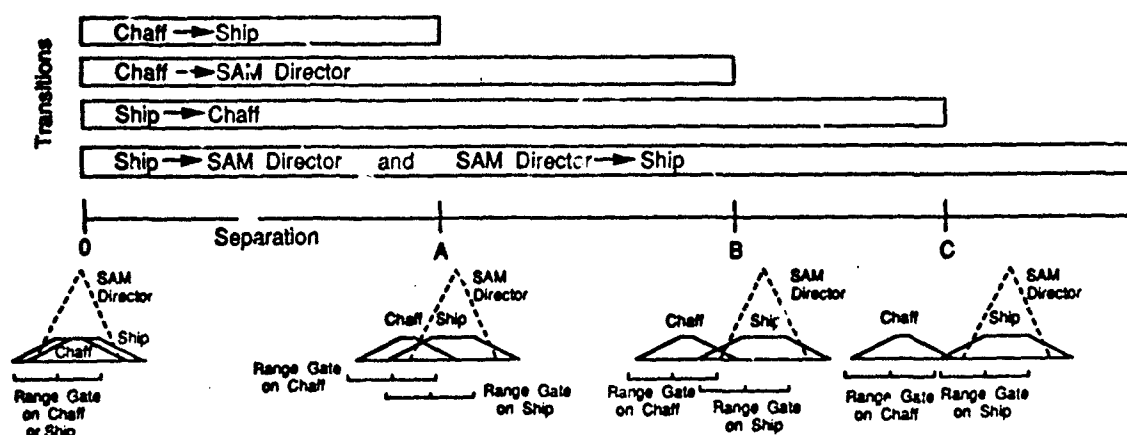 Transitions
Chaff → Ship
Chaff → SAM Director
Ship → Chaff
Ship → SAM Director and SAM Director → Ship
0
Separation
A
B
C
SAM
Director
Ship
Chaff
Range Gate
on Chaff
or Ship
SAM
Director
Chaff
Ship
Range Gate
on Chaff
Range Gate
on Ship
SAM
Director
Chaff
Ship
Range Gate
on Chaff
Range Gate
on Ship
SAM
Director
Chaff
Ship
Range Gate
on Chaff
Range Gate
on Ship